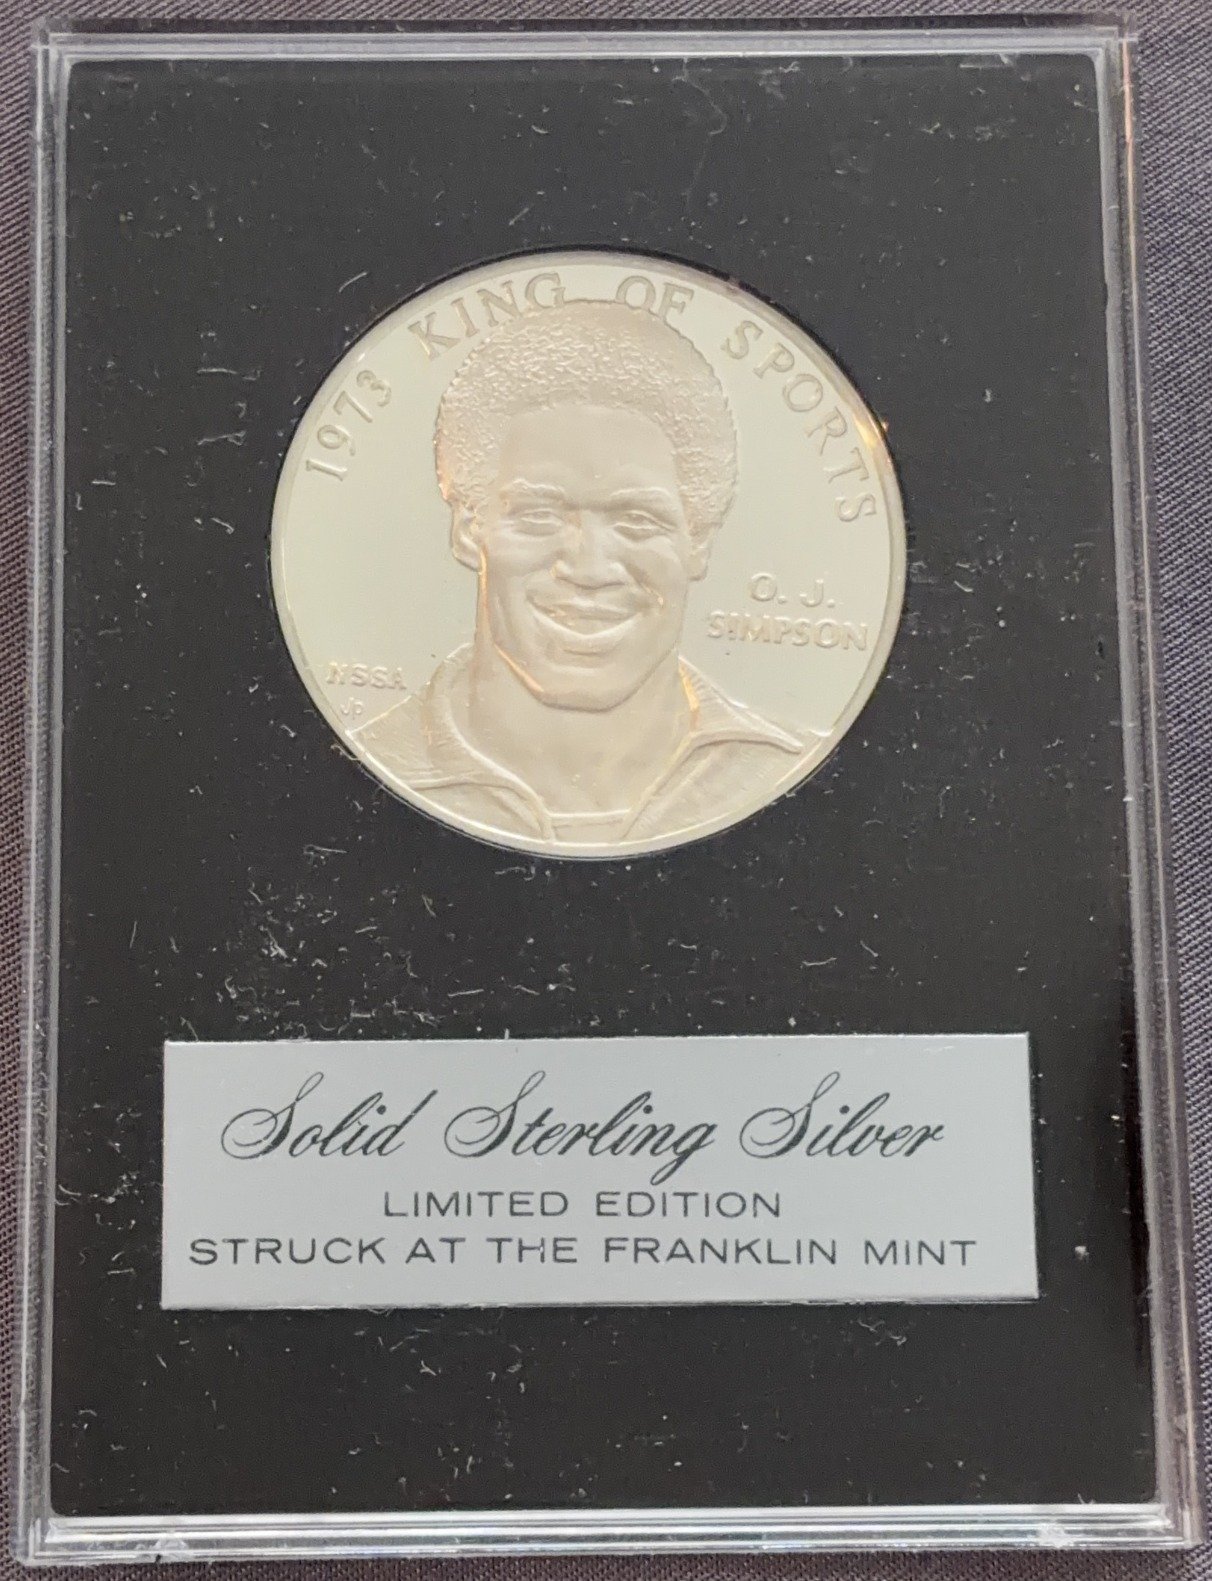 1973 KING OF SPORTS
O. J.
SIMPSON
NSSA
JP
Solid Sterling Silver
LIMITED EDITION
STRUCK AT THE FRANKLIN MINT